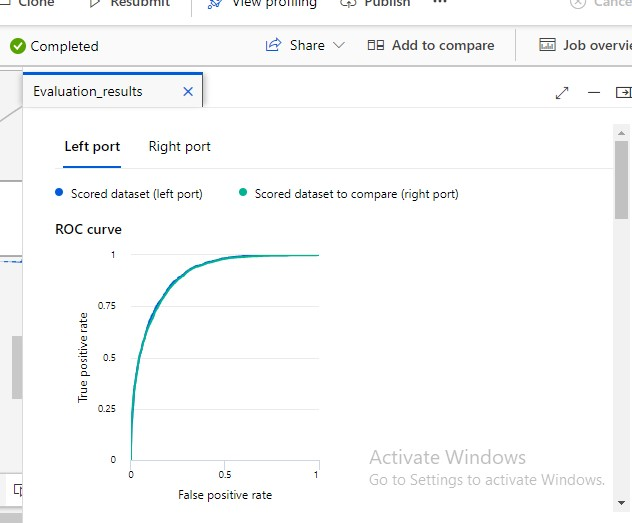 Clone Resubmit View profiling Publish ... Cance
Completed Share Add to compare Job overvie
Evaluation_results
Left port Right port
Scored dataset (left port) Scored dataset to compare (right port)
ROC curve
1
0.75
0.5
0.25
0
True positive rate
0 0.5 1
False positive rate
Activate Windows
Go to Settings to activate Windows.